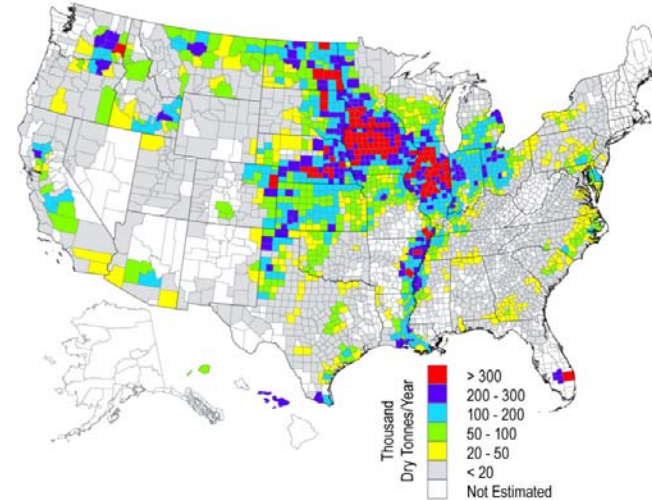 Thousand
Dry Tonnes/Year
> 300
200 - 300
100 - 200
50 - 100
20 - 50
< 20
Not Estimated